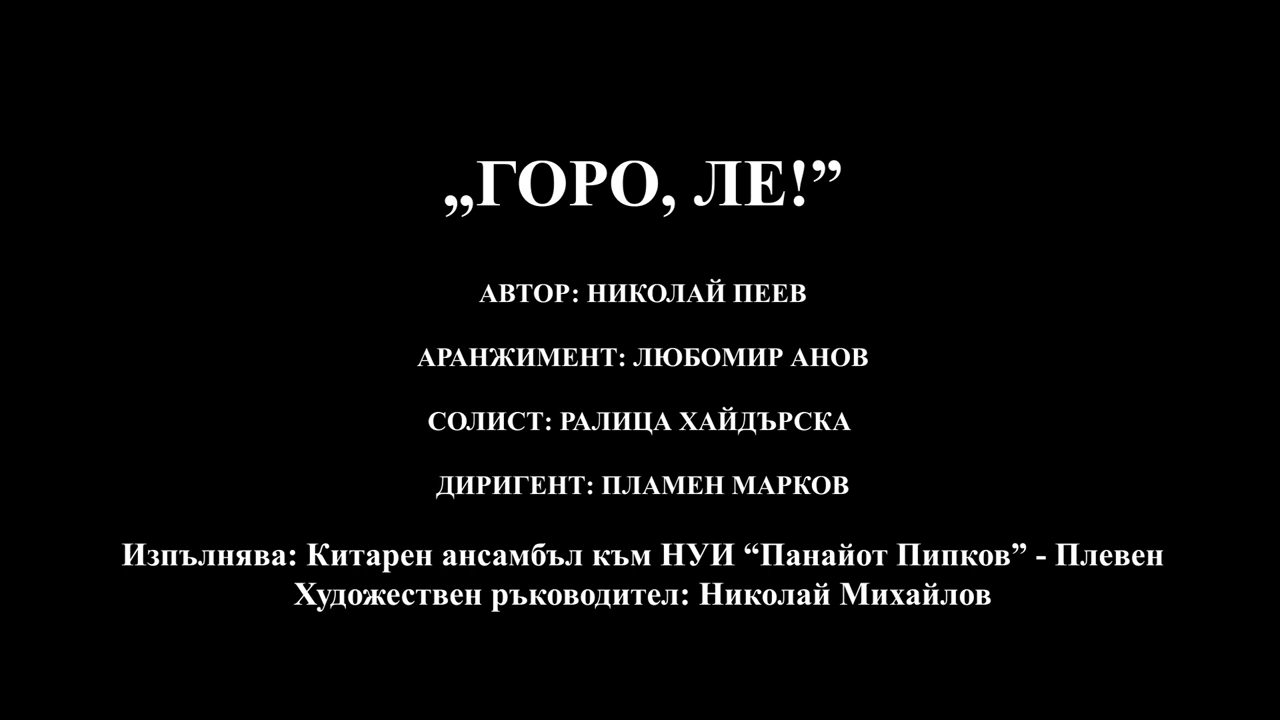 „ГОРО, ЛЕ!”
АВТОР: НИКОЛАЙ ПЕЕВ
АРАНЖИМЕНТ: ЛЮБОМИР АНОВ
СОЛИСТ: РАЛИЦА ХАЙДЪРСКА
ДИРИГЕНТ: ПЛАМЕН МАРКОВ
Изпълнява: Китарен ансамбъл към НУИ “Панайот Пипков” - Плевен
Художествен ръководител: Николай Михайлов